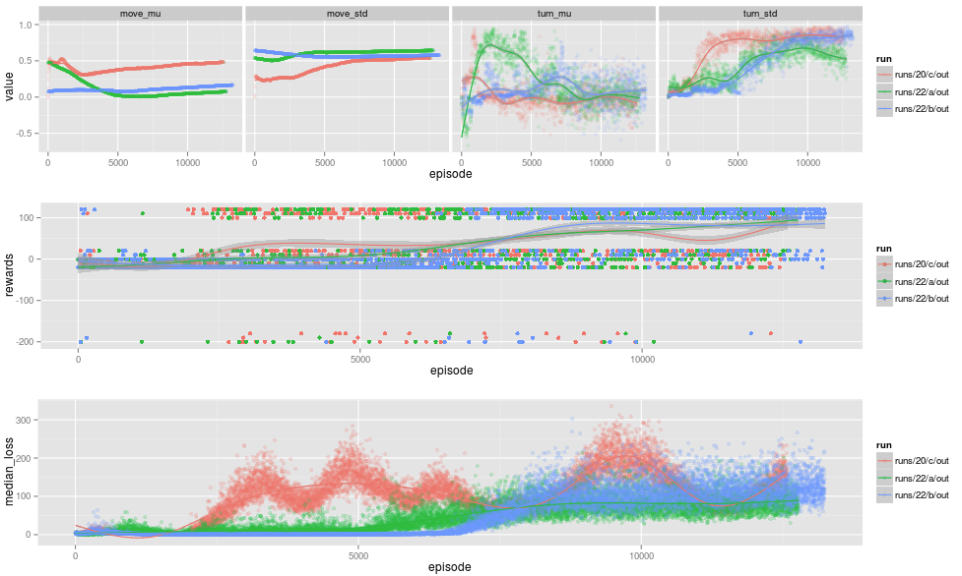 move_mu move_std turn_mu turn_std
1.0
0.5
0.0
-0.5
value
0 5000 10000 0 5000 10000 0 5000 10000 0 5000 10000
episode
run
runs/20/c/out
runs/22/a/out
runs/22/b/out
100
0
-100
-200
rewards
0 5000 10000
episode
run
runs/20/c/out
runs/22/a/out
runs/22/b/out
300
200
100
0
median_loss
0 5000 10000
episode
run
runs/20/c/out
runs/22/a/out
runs/22/b/out